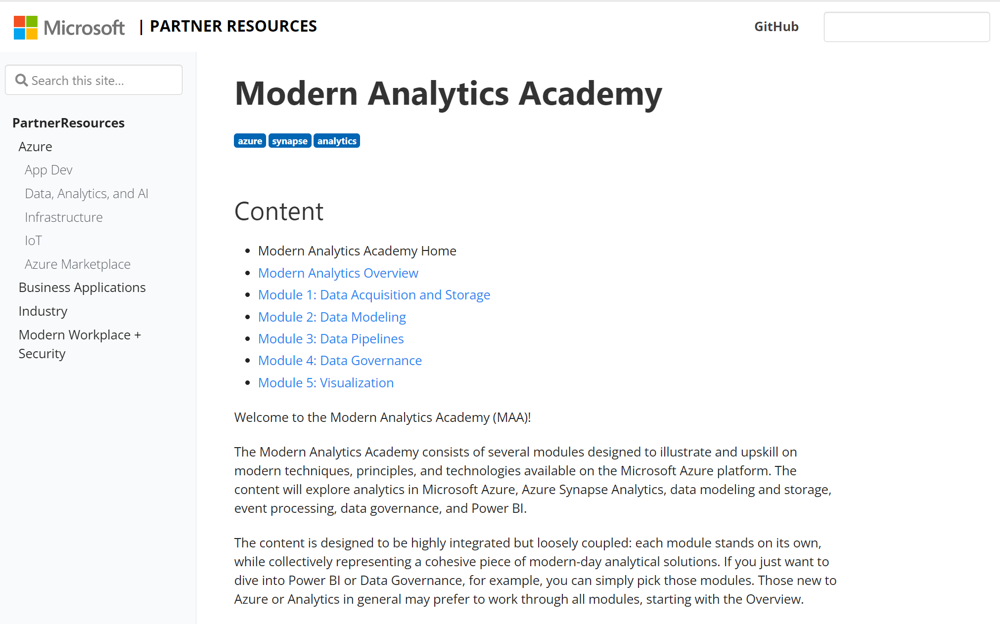 Microsoft | PARTNER RESOURCES
GitHub
Search this site...
PartnerResources
Azure
App Dev
Data, Analytics, and AI
Infrastructure
IoT
Azure Marketplace
Business Applications
Industry
Modern Workplace +
Security
Modern Analytics Academy
azure synapse analytics
Content
Modern Analytics Academy Home
Modern Analytics Overview
Module 1: Data Acquisition and Storage
Module 2: Data Modeling
Module 3: Data Pipelines
Module 4: Data Governance
Module 5: Visualization
Welcome to the Modern Analytics Academy (MAA)!
The Modern Analytics Academy consists of several modules designed to illustrate and upskill on
modern techniques, principles, and technologies available on the Microsoft Azure platform. The
content will explore analytics in Microsoft Azure, Azure Synapse Analytics, data modeling and storage,
event processing, data governance, and Power BI.
The content is designed to be highly integrated but loosely coupled: each module stands on its own,
while collectively representing a cohesive piece of modern-day analytical solutions. If you just want to
dive into Power BI or Data Governance, for example, you can simply pick those modules. Those new to
Azure or Analytics in general may prefer to work through all modules, starting with the Overview.